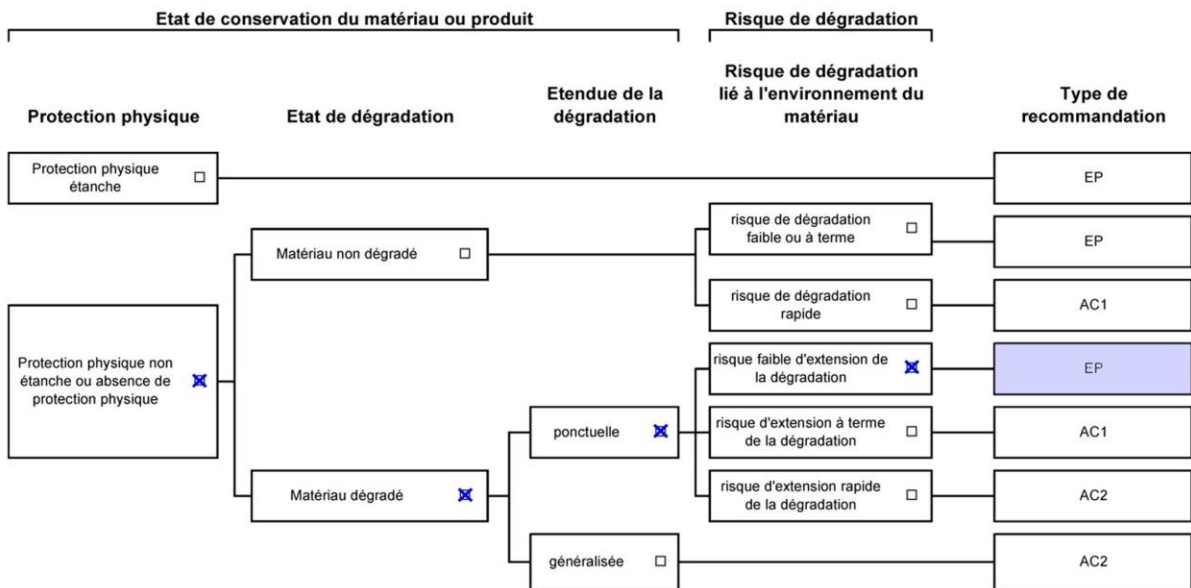 Etat de conservation du matériau ou produit
Risque de dégradation
Protection physique
Etat de dégradation
Etendue de la
dégradation
Risque de dégradation
lié à l'environnement du
matériau
Type de
recommandation
Protection physique
étanche
EP
Matériau non dégradé
risque de dégradation
faible ou à terme
EP
risque de dégradation
rapide
AC1
Protection physique non
étanche ou absence de
protection physique
risque faible d'extension de
la dégradation
EP
ponctuelle
risque d'extension à terme
de la dégradation
AC1
Matériau dégradé
risque d'extension rapide
de la dégradation
AC2
généralisée
AC2